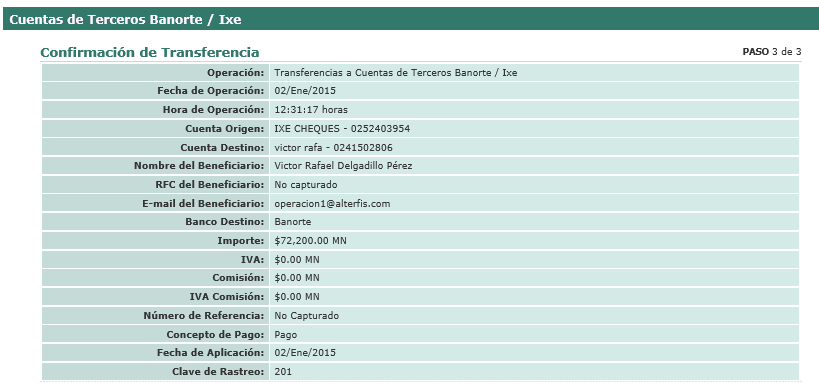 Cuentas de Terceros Banorte / Ixe
Confirmación de Transferencia PASO 3 de 3
Operación: Transferencias a Cuentas de Terceros Banorte / Ixe
Fecha de Operación: 02/Ene/2015
Hora de Operación: 12:31:17 horas
Cuenta Origen: IXE CHEQUES - 0252403954
Cuenta Destino: victor rafa - 0241502806
Nombre del Beneficiario: Victor Rafael Delgadillo Pérez
RFC del Beneficiario: No capturado
E-mail del Beneficiario: operacion1@alterfis.com
Banco Destino: Banorte
Importe: $72,200.00 MN
IVA: $0.00 MN
Comisión: $0.00 MN
IVA Comisión: $0.00 MN
Número de Referencia: No Capturado
Concepto de Pago: Pago
Fecha de Aplicación: 02/Ene/2015
Clave de Rastreo: 201